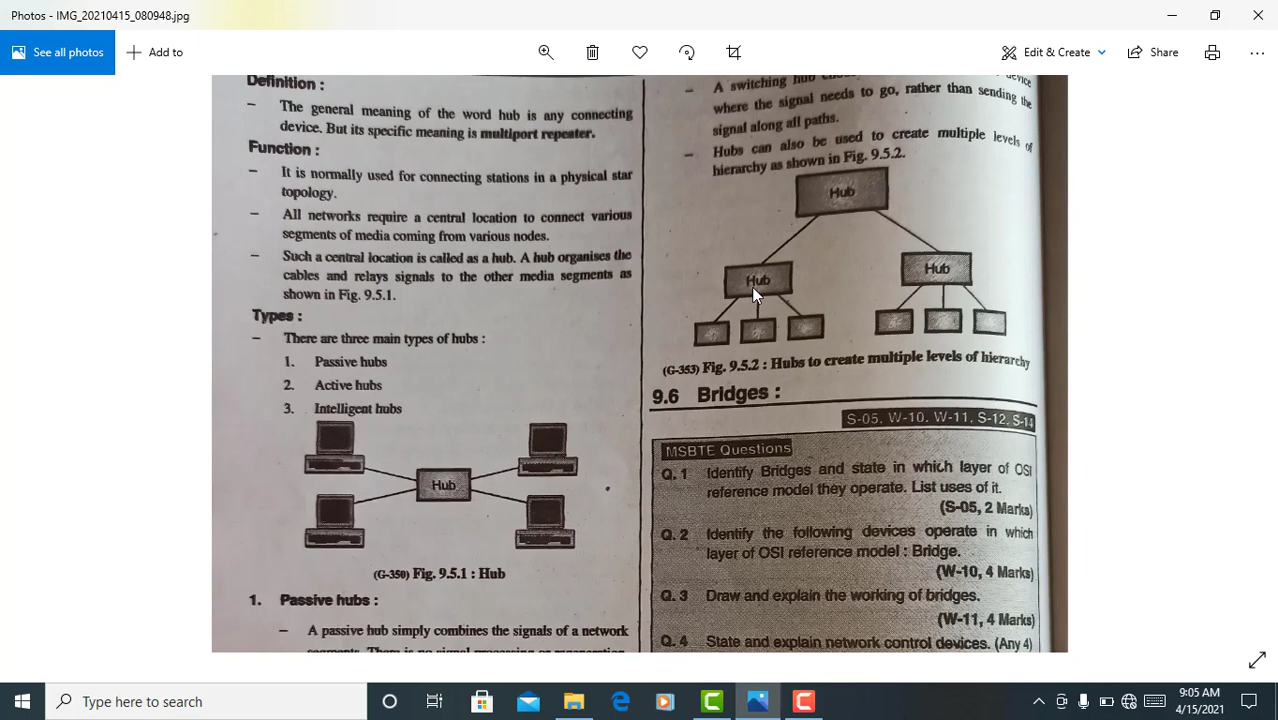 Photos - IMG_20210415_080948.jpg
See all photos
Add to
Edit & Create
Share
Definition :
– The general meaning of the word hub is any connecting
device. But its specific meaning is multiport repeater.
Function :
– It is normally used for connecting stations in a physical star
topology.
– All networks require a central location to connect various
segments of media coming from various nodes.
– Such a central location is called as a hub. A hub organises the
cables and relays signals to the other media segments as
shown in Fig. 9.5.1.
Types :
– There are three main types of hubs :
1. Passive hubs
2. Active hubs
3. Intelligent hubs
Hub
(G-350) Fig. 9.5.1 : Hub
1. Passive hubs :
– A passive hub simply combines the signals of a network
segments. There is no signal processing or regeneration
– A switching hub device
where the signal needs to go, rather than sending the
signal along all paths.
– Hubs can also be used to create multiple levels of
hierarchy as shown in Fig. 9.5.2.
Hub
Hub
Hub
(G-353) Fig. 9.5.2 : Hubs to create multiple levels of hierarchy
9.6 Bridges :
S-05, W-10, W-11, S-12, S-14
MSBTE Questions
Q. 1 Identify Bridges and state in which layer of OSI
reference model they operate. List uses of it.
(S-05, 2 Marks)
Q. 2 Identify the following devices operate in which
layer of OSI reference model : Bridge.
(W-10, 4 Marks)
Q. 3 Draw and explain the working of bridges.
(W-11, 4 Marks)
Q. 4 State and explain network control devices. (Any 4)
Type here to search
9:05 AM
4/15/2021